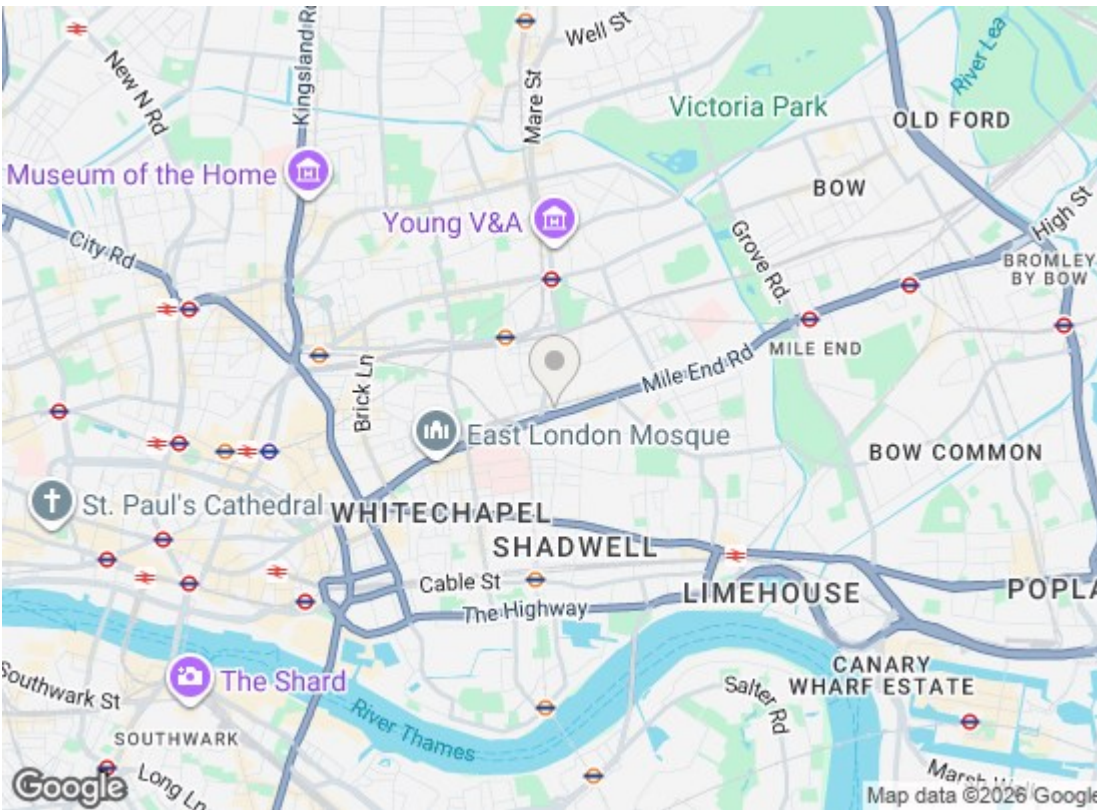 Well St
River Lea
New N Rd
Kingsland Rd
Mare St
Victoria Park
OLD FORD
Museum of the Home
BOW
Young V&A
High St
City Rd
Grove Rd.
BROMLEY
BY BOW
MILE END
Brick Ln
Mile End Rd
East London Mosque
BOW COMMON
St. Paul's Cathedral
WHITECHAPEL
SHADWELL
Cable St
LIMEHOUSE
POPLA
The Highway
CANARY
WHARF ESTATE
The Shard
Southwark St
Salter Rd
River Thames
SOUTHWARK
Long Ln
Marsh
Google
Map data ©2026 Google